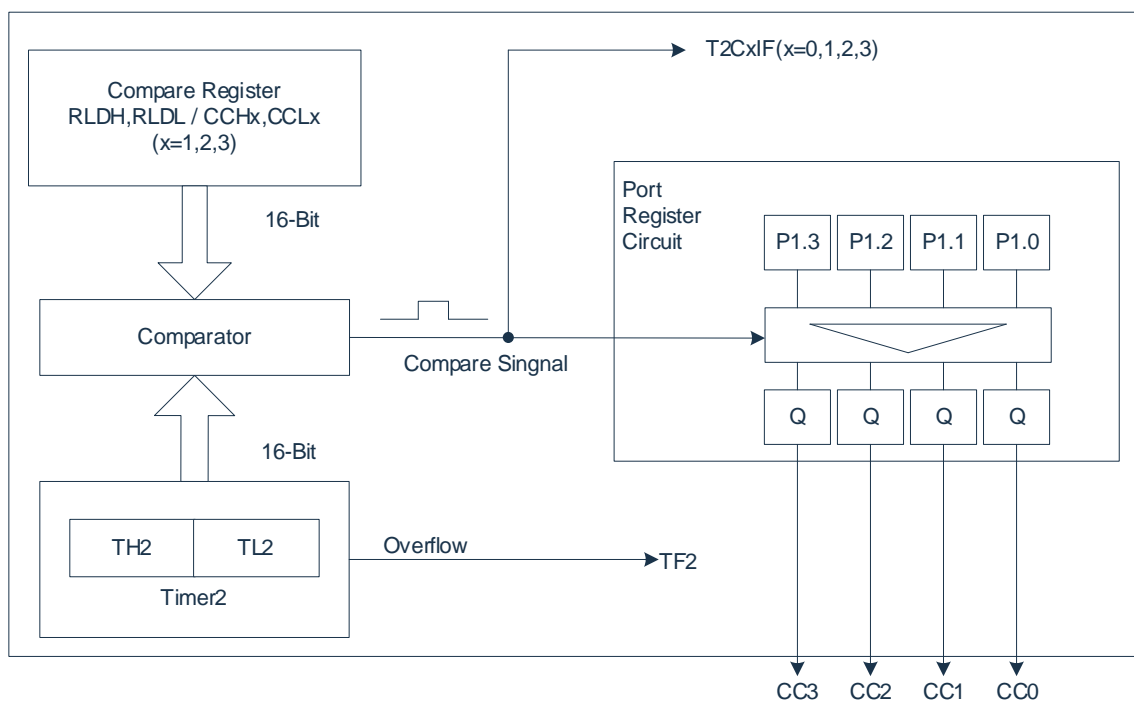 Compare Register
RLDH,RLDL / CCHx,CCLx
(x=1,2,3)
T2CxIF(x=0,1,2,3)
16-Bit
Port
Register
Circuit
P1.3 P1.2 P1.1 P1.0
Comparator
Compare Singnal
Q Q Q Q
16-Bit
TH2 TL2
Timer2
Overflow
TF2
CC3 CC2 CC1 CC0